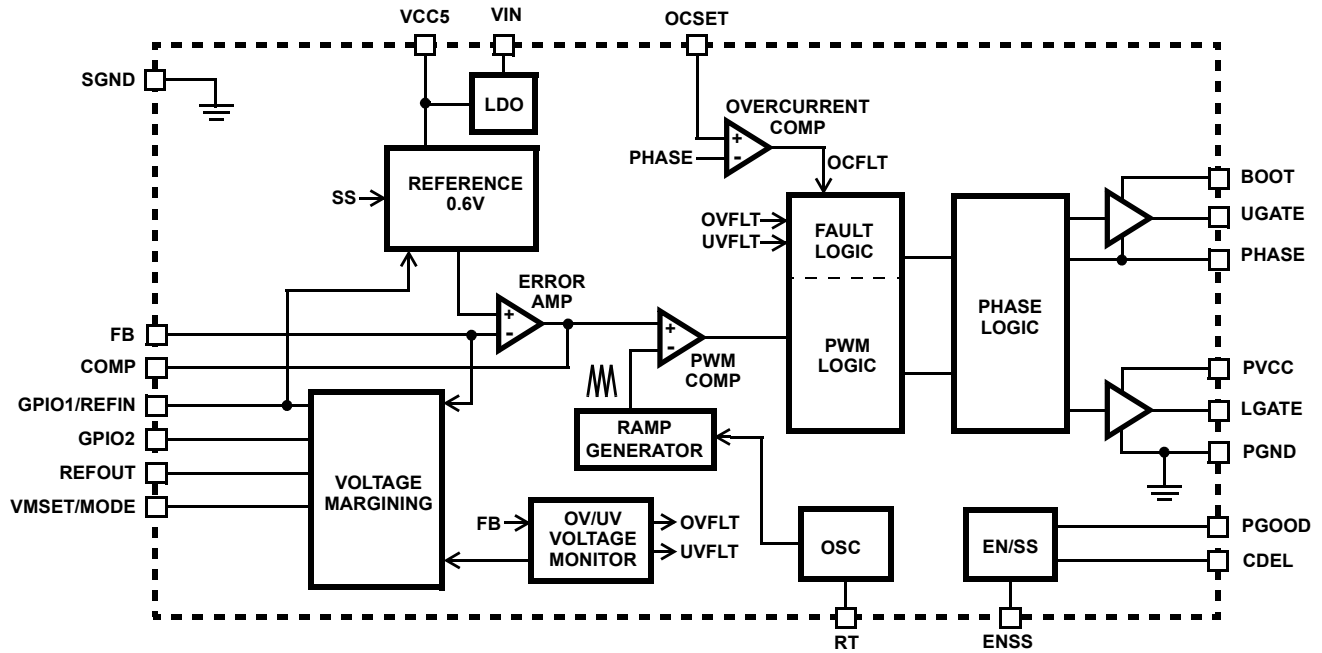 VCC5
VIN
OCSET
SGND
LDO
OVERCURRENT
COMP
+
-
PHASE
OCFLT
REFERENCE
0.6V
SS
OVFLT
UVFLT
FAULT
LOGIC
PWM
LOGIC
PHASE
LOGIC
BOOT
UGATE
PHASE
ERROR
AMP
+
-
+
-
PWM
COMP
FB
COMP
GPIO1/REFIN
GPIO2
REFOUT
VMSET/MODE
VOLTAGE
MARGINING
RAMP
GENERATOR
PVCC
LGATE
PGND
FB
OV/UV
VOLTAGE
MONITOR
OVFLT
UVFLT
OSC
EN/SS
PGOOD
CDEL
RT
ENSS